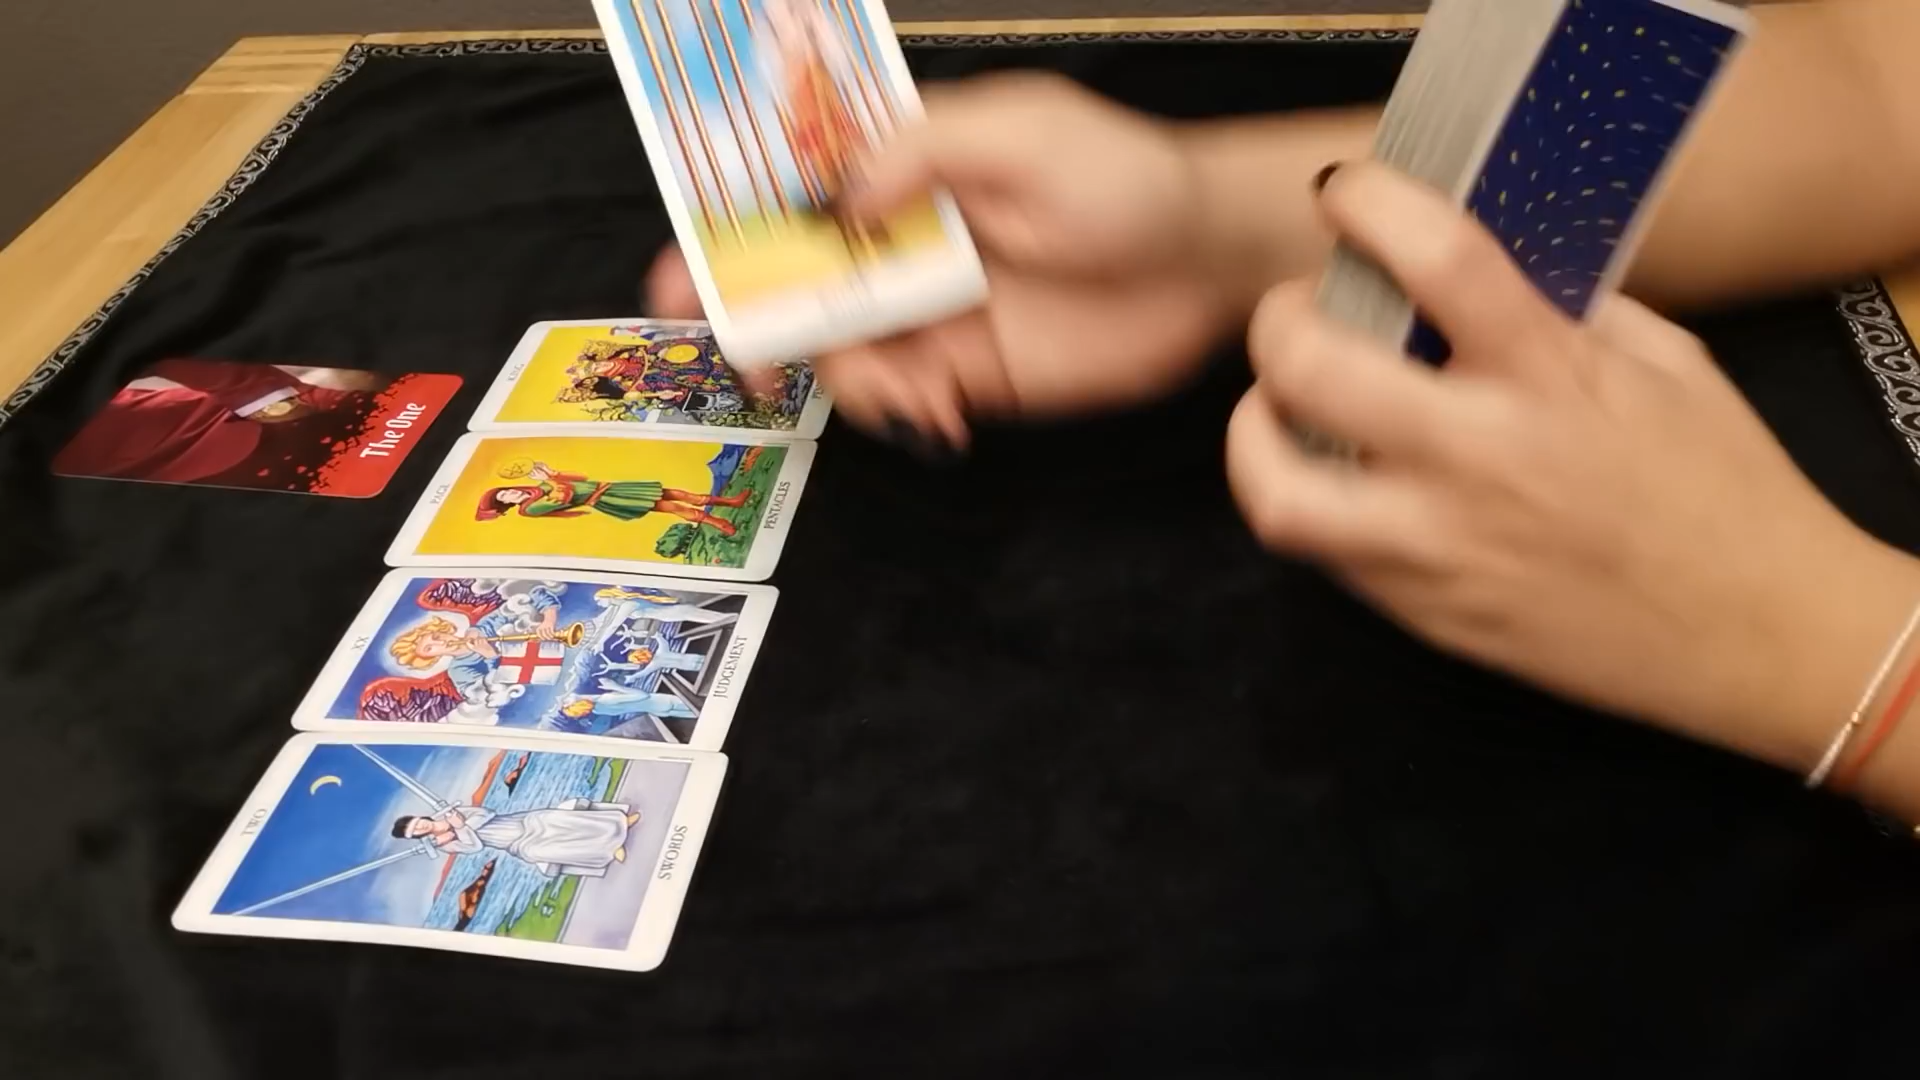 KING
The One
PAGE
PENTACLES
XX
JUDGEMENT
TWO
SWORDS